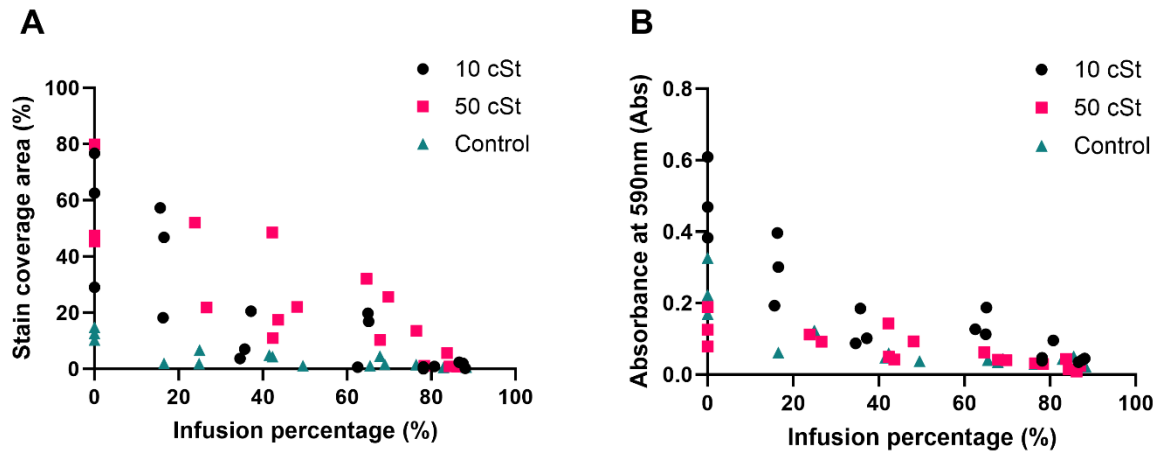 A
10 cSt
50 cSt
Control
Stain coverage area (%)
100
80
60
40
20
0
0 20 40 60 80 100
Infusion percentage (%)
B
10 cSt
50 cSt
Control
Absorbance at 590nm (Abs)
0.8
0.6
0.4
0.2
0.0
0 20 40 60 80 100
Infusion percentage (%)